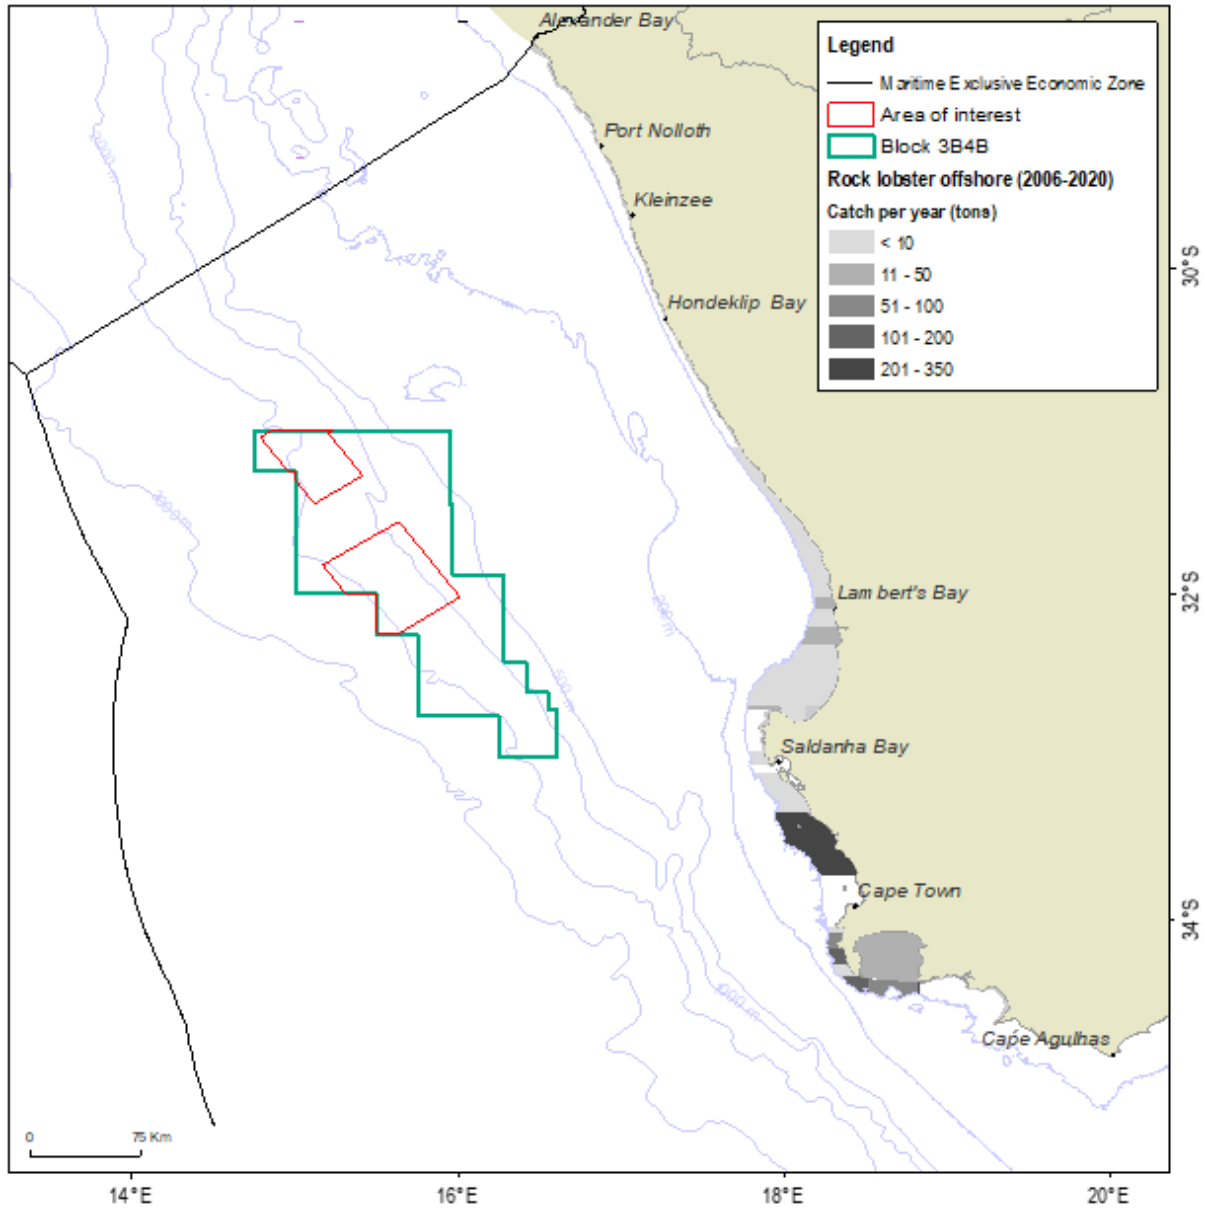 Alexander Bay
Legend
Maritime Exclusive Economic Zone
Area of interest
Block 3B4B
Rock lobster offshore (2006-2020)
Catch per year (tons)
< 10
11 - 50
51 - 100
101 - 200
201 - 350
Port Nolloth
Kleinzee
Hondeklip Bay
30°S
Lambert's Bay
32°S
200 m
500 m
Saldanha Bay
Cape Town
34°S
Cape Agulhas
0 75 Km
14°E 16°E 18°E 20°E